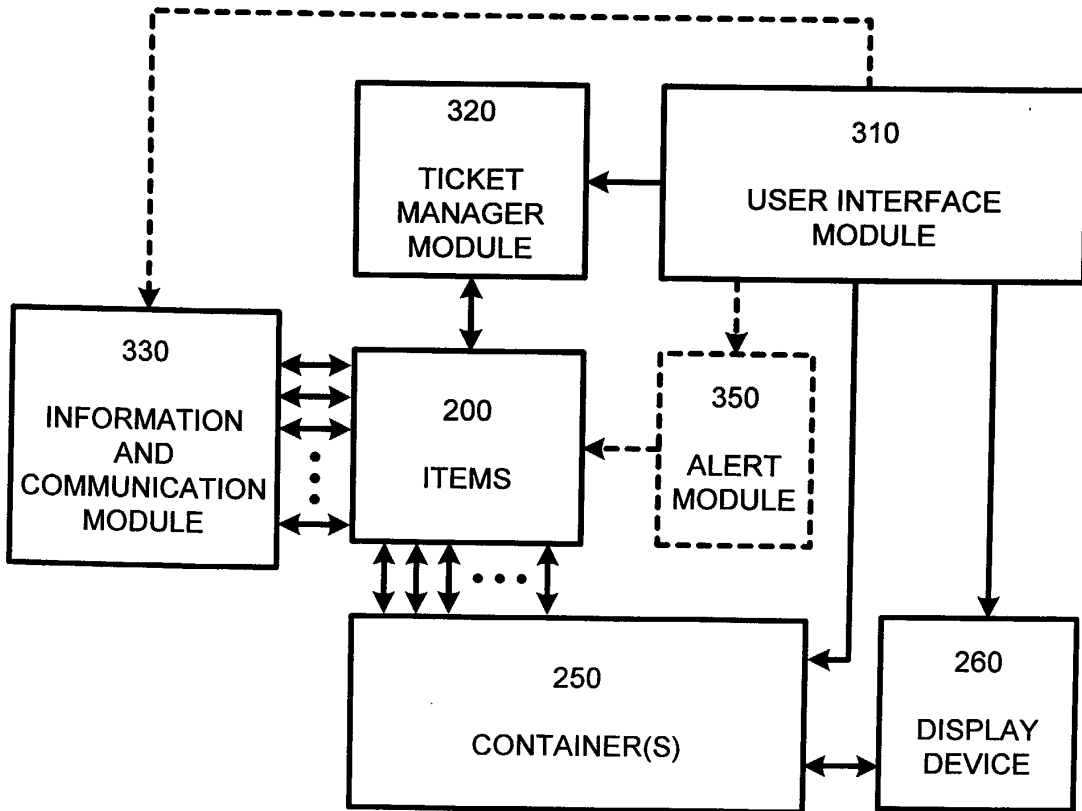 320
TICKET
MANAGER
MODULE
310
USER INTERFACE
MODULE
330
INFORMATION
AND
COMMUNICATION
MODULE
200
ITEMS
350
ALERT
MODULE
250
CONTAINER(S)
260
DISPLAY
DEVICE